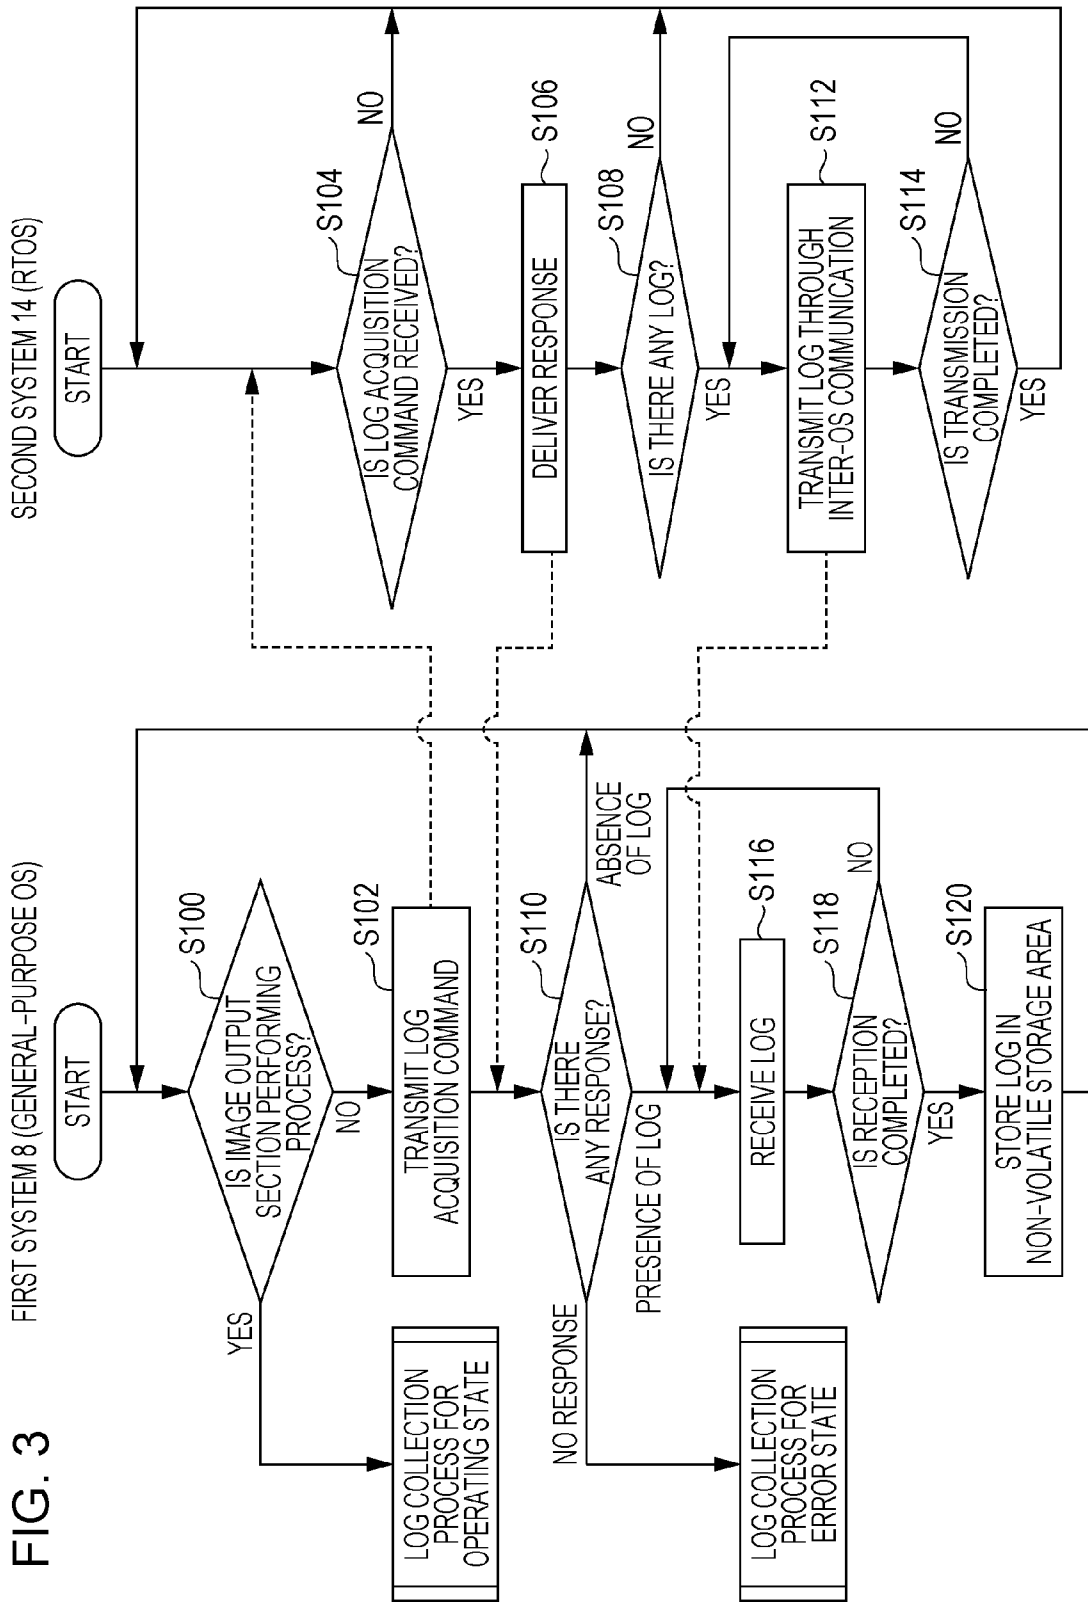 FIG. 3
FIRST SYSTEM 8 (GENERAL-PURPOSE OS)
START
S100
IS IMAGE OUTPUT
SECTION PERFORMING
PROCESS?
YES
NO
LOG COLLECTION
PROCESS FOR
OPERATING STATE
S102
TRANSMIT LOG
ACQUISITION COMMAND
S110
IS THERE
ANY RESPONSE?
NO RESPONSE
PRESENCE OF LOG
ABSENCE
OF LOG
LOG COLLECTION
PROCESS FOR
ERROR STATE
S116
RECEIVE LOG
S118
IS RECEPTION
COMPLETED?
NO
YES
S120
STORE LOG IN
NON-VOLATILE STORAGE AREA
SECOND SYSTEM 14 (RTOS)
START
S104
IS LOG ACQUISITION
COMMAND RECEIVED?
NO
YES
S106
DELIVER RESPONSE
S108
IS THERE ANY LOG?
NO
YES
S112
TRANSMIT LOG THROUGH
INTER-OS COMMUNICATION
S114
IS TRANSMISSION
COMPLETED?
NO
YES